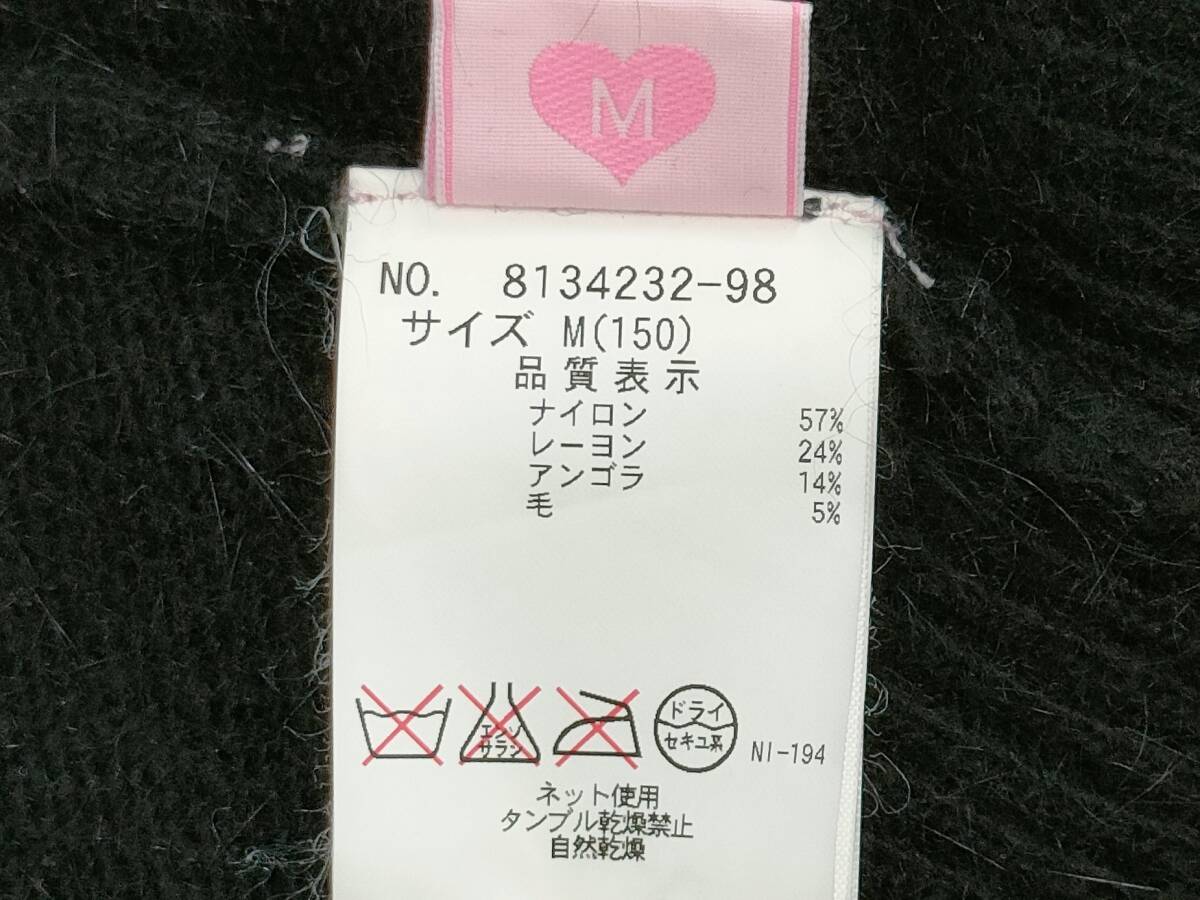 M
NO. 8134232-98
サイズ M(150)
品質表示
ナイロン 57%
レーヨン 24%
アンゴラ 14%
毛 5%
エンソ
サラシ
ドライ
セキユ系
NI-194
ネット使用
タンブル乾燥禁止
自然乾燥